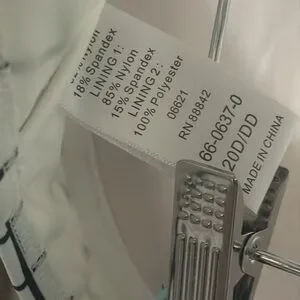 18% Spandex
LINING 1:
85% Nylon
15% Spandex
LINING 2:
100% Polyester
06621
RN 88842
66-0637-0
20D/DD
MADE IN CHINA